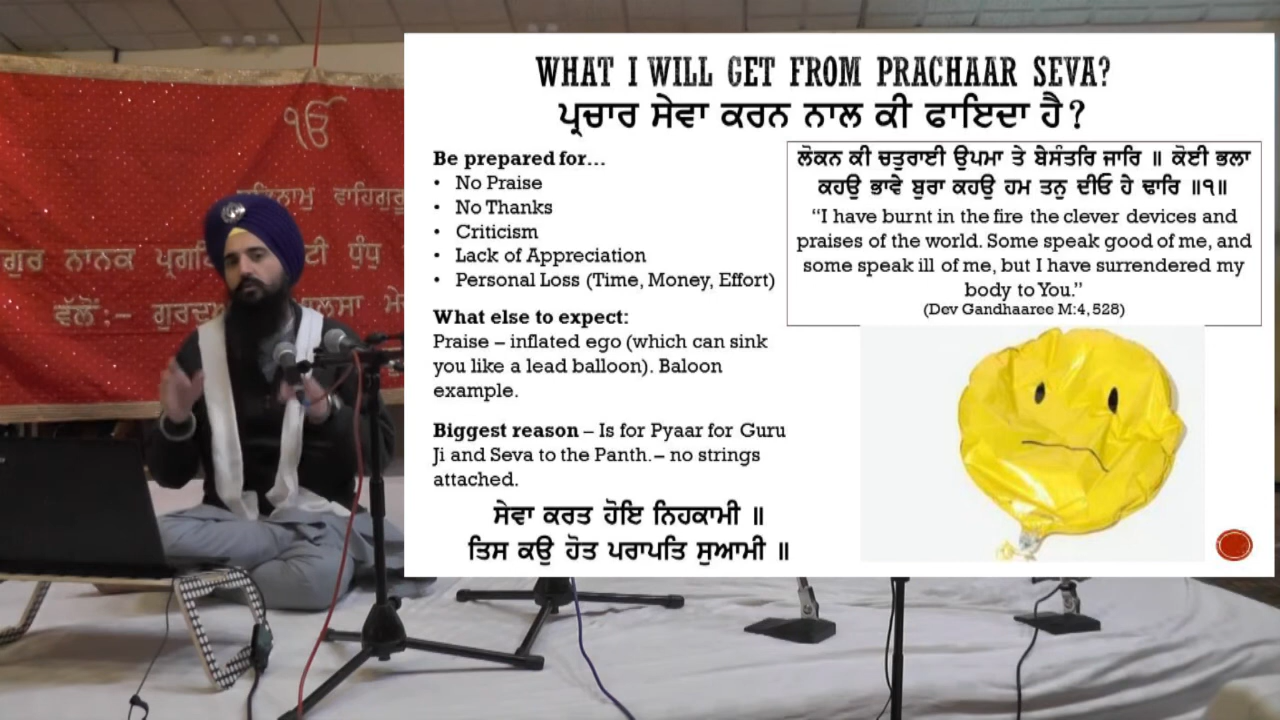 ੴ
ਸਤਿਨਾਮੁ ਵਾਹਿਗੁਰੂ
ਗੁਰ ਨਾਨਕ ਪ੍ਰਗਟਿ ਧੁੰਧੁ
ਵੱਲੋਂ:- ਗੁਰਦੁਆ
WHAT I WILL GET FROM PRACHAAR SEVA?
ਪ੍ਰਚਾਰ ਸੇਵਾ ਕਰਨ ਨਾਲ ਕੀ ਫਾਇਦਾ ਹੈ?
Be prepared for...
• No Praise
• No Thanks
• Criticism
• Lack of Appreciation
• Personal Loss (Time, Money, Effort)
What else to expect:
Praise – inflated ego (which can sink
you like a lead balloon). Baloon
example.
Biggest reason – Is for Pyaar for Guru
Ji and Seva to the Panth.– no strings
attached.
ਸੇਵਾ ਕਰਤ ਹੋਇ ਨਿਹਕਾਮੀ ॥
ਤਿਸ ਕਉ ਹੋਤ ਪਰਾਪਤਿ ਸੁਆਮੀ ॥
ਲੋਕਨ ਕੀ ਚਤੁਰਾਈ ਉਪਮਾ ਤੇ ਬੈਸੰਤਰਿ ਜਾਰਿ ॥ ਕੋਈ ਭਲਾ
ਕਹਉ ਭਾਵੇ ਬੁਰਾ ਕਹਉ ਹਮ ਤਨੁ ਦੀਓ ਹੈ ਢਾਰਿ ॥੧॥
“I have burnt in the fire the clever devices and
praises of the world. Some speak good of me, and
some speak ill of me, but I have surrendered my
body to You.”
(Dev Gandhaaree M:4, 528)